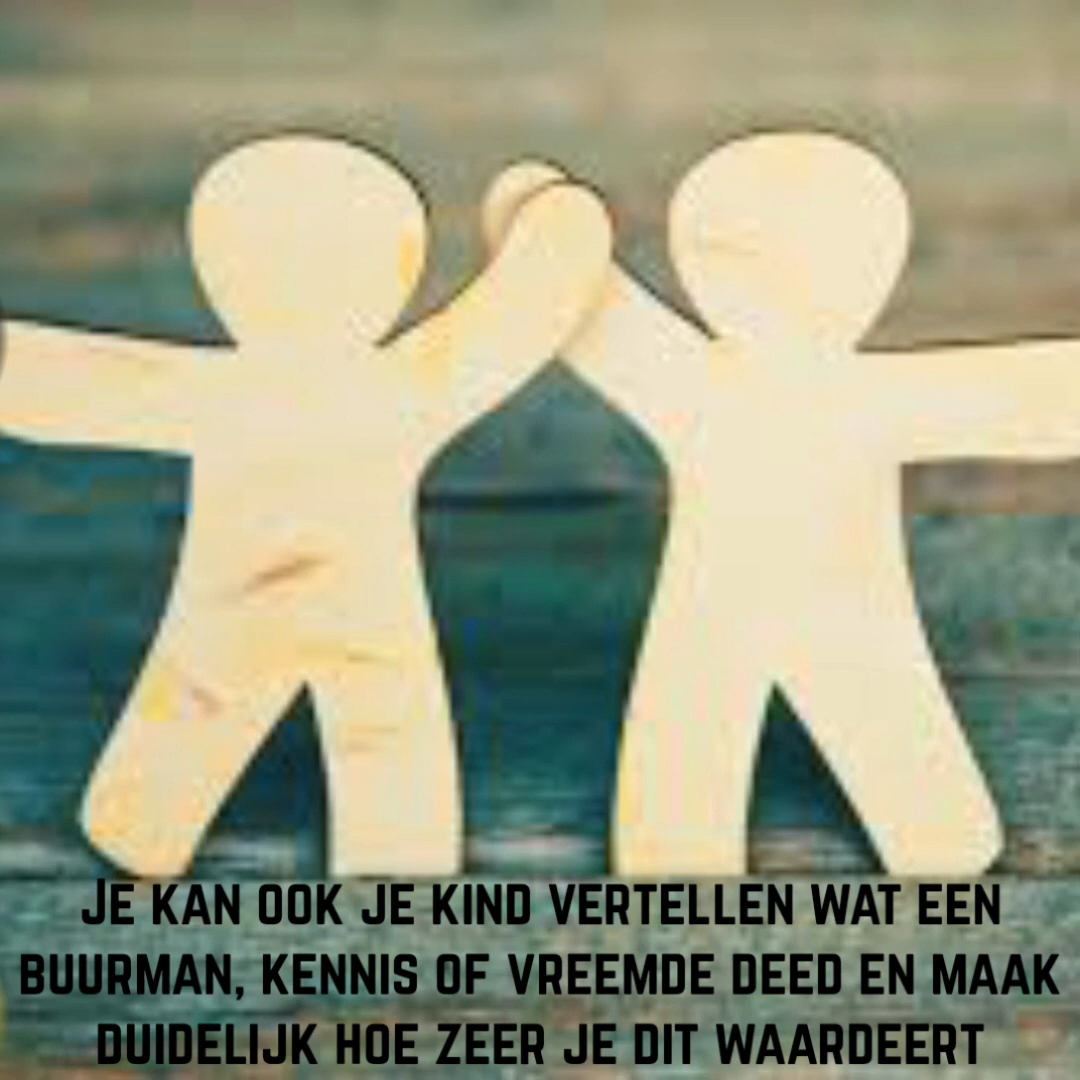 Je kan ook je kind vertellen wat een
buurman, kennis of vreemde deed en maak
duidelijk hoe zeer je dit waardeert